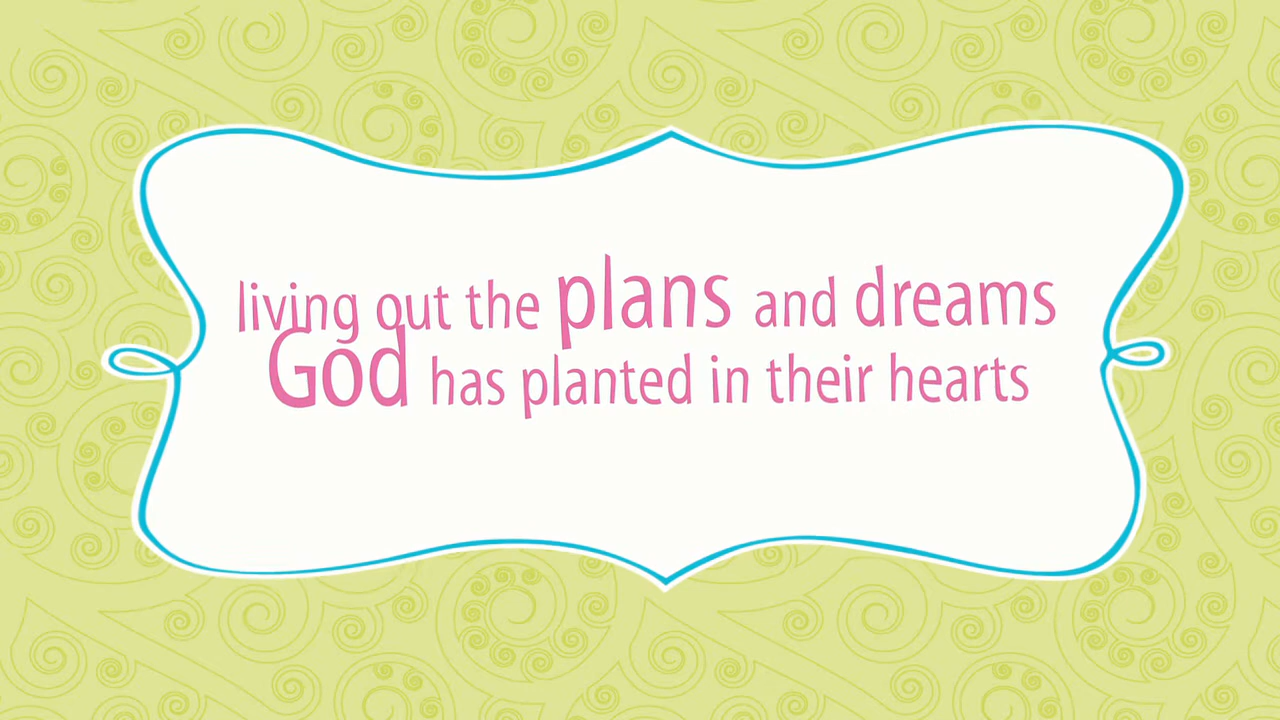 living out the plans and dreams
God has planted in their hearts